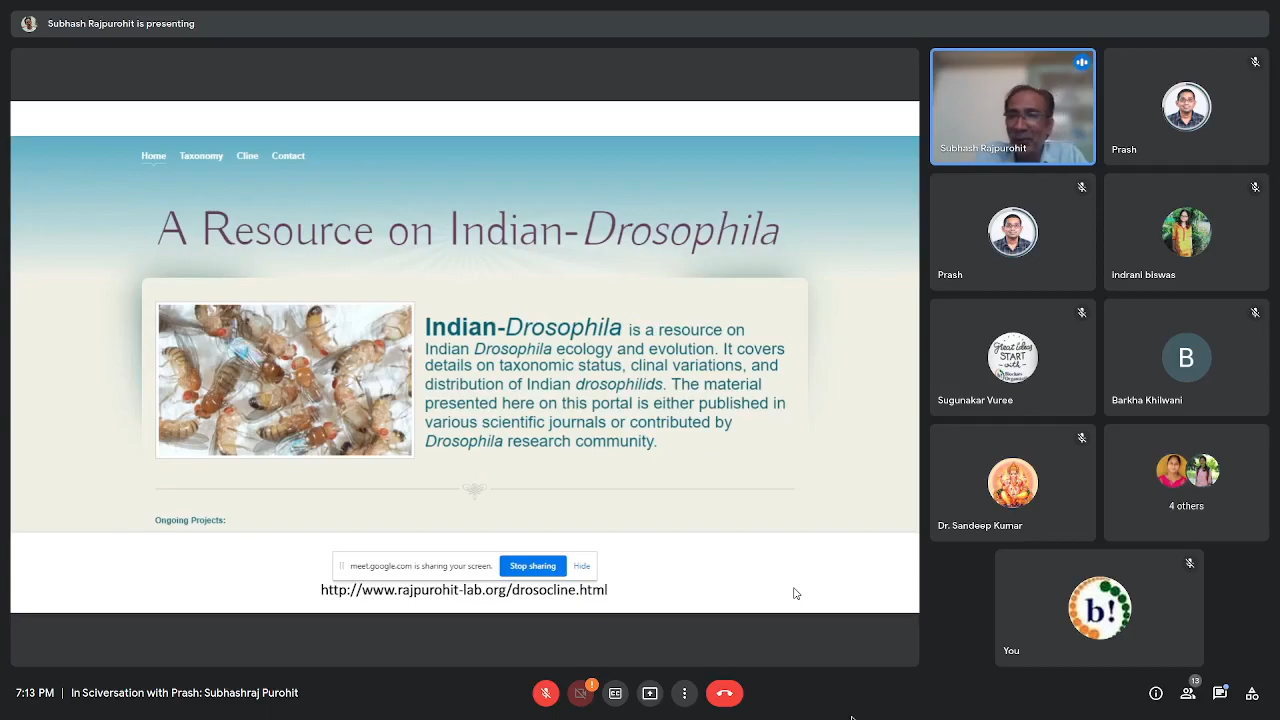 Subhash Rajpurohit is presenting
Home Taxonomy Cline Contact
A Resource on Indian-Drosophila
Indian-Drosophila is a resource on
Indian Drosophila ecology and evolution. It covers
details on taxonomic status, clinal variations, and
distribution of Indian drosophilids. The material
presented here on this portal is either published in
various scientific journals or contributed by
Drosophila research community.
Ongoing Projects:
meet.google.com is sharing your screen. Stop sharing Hide
http://www.rajpurohit-lab.org/drosocline.html
Subhash Rajpurohit
Prash
Prash
Indrani biswas
Great ideas
START
with
Sugunakar Vuree
B
Barkha Khilwani
Dr. Sandeep Kumar
4 others
b!
You
7:13 PM | In Sciversation with Prash: Subhashraj Purohit
!
13